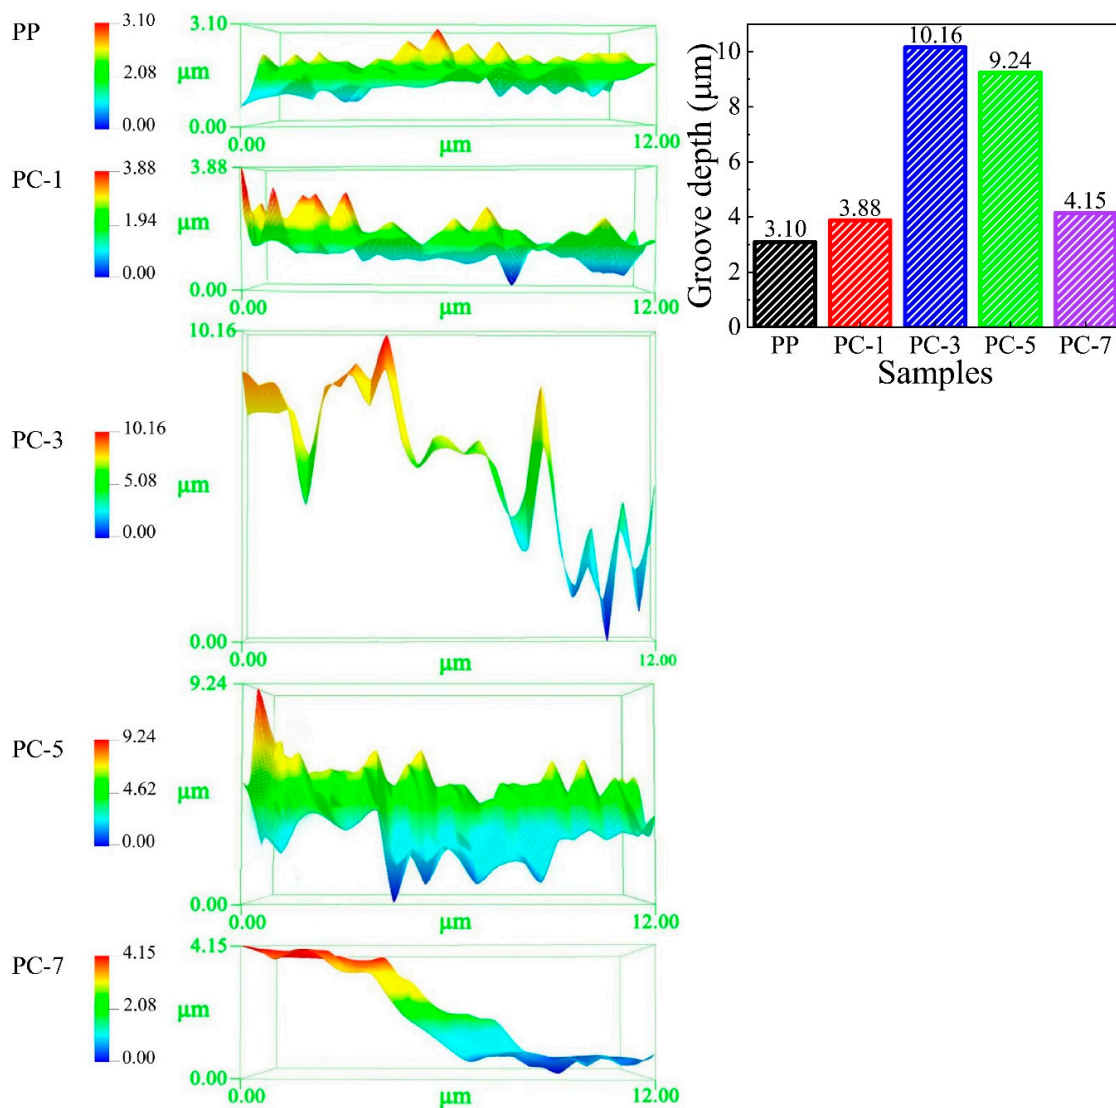 PP
3.10
2.08
0.00
3.10
μm
0.00
0.00
μm
12.00
PC-1
3.88
1.94
0.00
3.88
μm
0.00
0.00
μm
12.00
PC-3
10.16
5.08
0.00
10.16
μm
0.00
0.00
μm
12.00
PC-5
9.24
4.62
0.00
9.24
μm
0.00
0.00
μm
12.00
PC-7
4.15
2.08
0.00
4.15
μm
0.00
0.00
μm
12.00
Groove depth (μm)
10
8
6
4
2
0
3.10
3.88
10.16
9.24
4.15
PP PC-1 PC-3 PC-5 PC-7
Samples